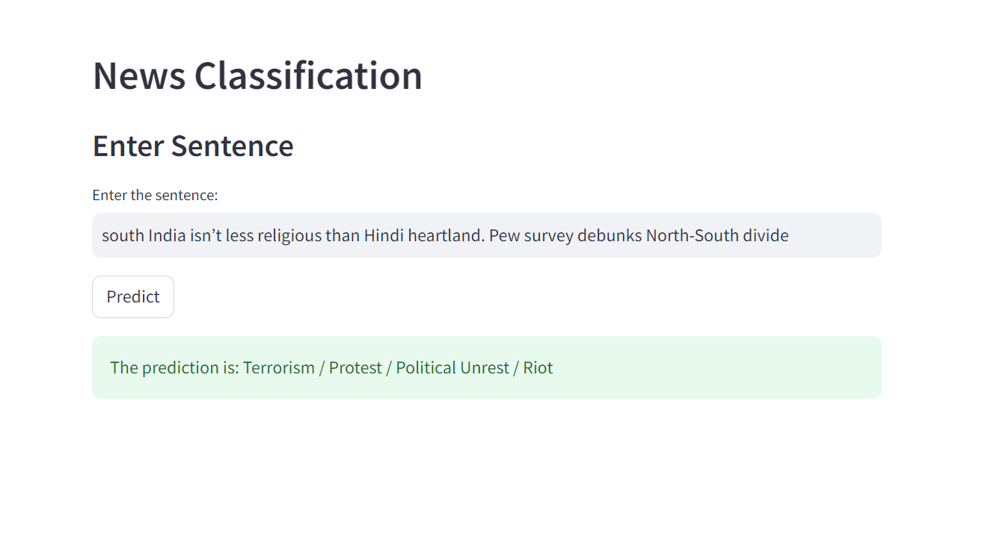 News Classification
Enter Sentence
Enter the sentence:
south India isn’t less religious than Hindi heartland. Pew survey debunks North-South divide
Predict
The prediction is: Terrorism / Protest / Political Unrest / Riot